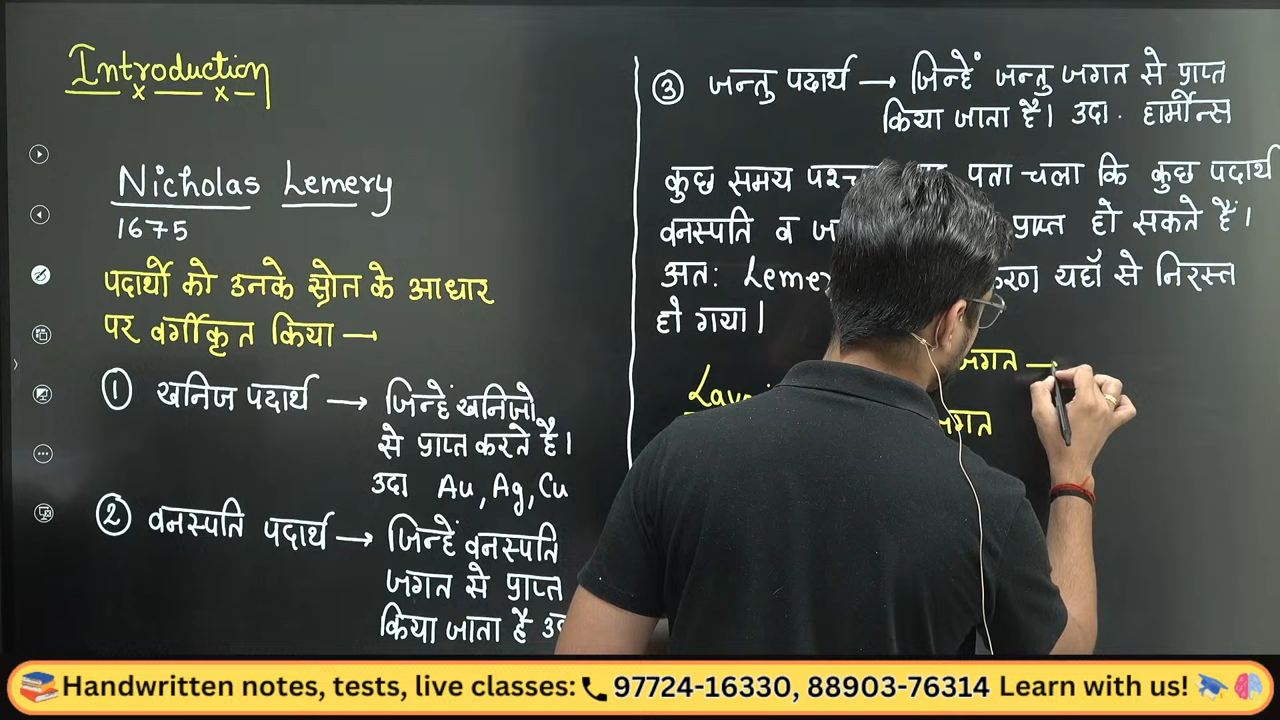 Introduction
Nicholas Lemery
1675
पदार्थो को उनके स्रोत के आधार
पर वर्गीकृत किया →
① खनिज पदार्थ → जिन्हें खनिजो
से प्राप्त करते है।
उदा Au, Ag, Cu
② वनस्पति पदार्थ → जिन्हें वनस्पति
जगत से प्राप्त
किया जाता है
③ जन्तु पदार्थ → जिन्हें जन्तु जगत से प्राप्त
किया जाता है। उदा. हार्मोन्स
कुछ समय पता चला कि कुछ पदार्थ
वनस्पति व प्राप्त हो सकते हैं।
अत: यहाँ से निरस्त
हो गया।
जगत →
जगत
Handwritten notes, tests, live classes: 97724-16330, 88903-76314 Learn with us!